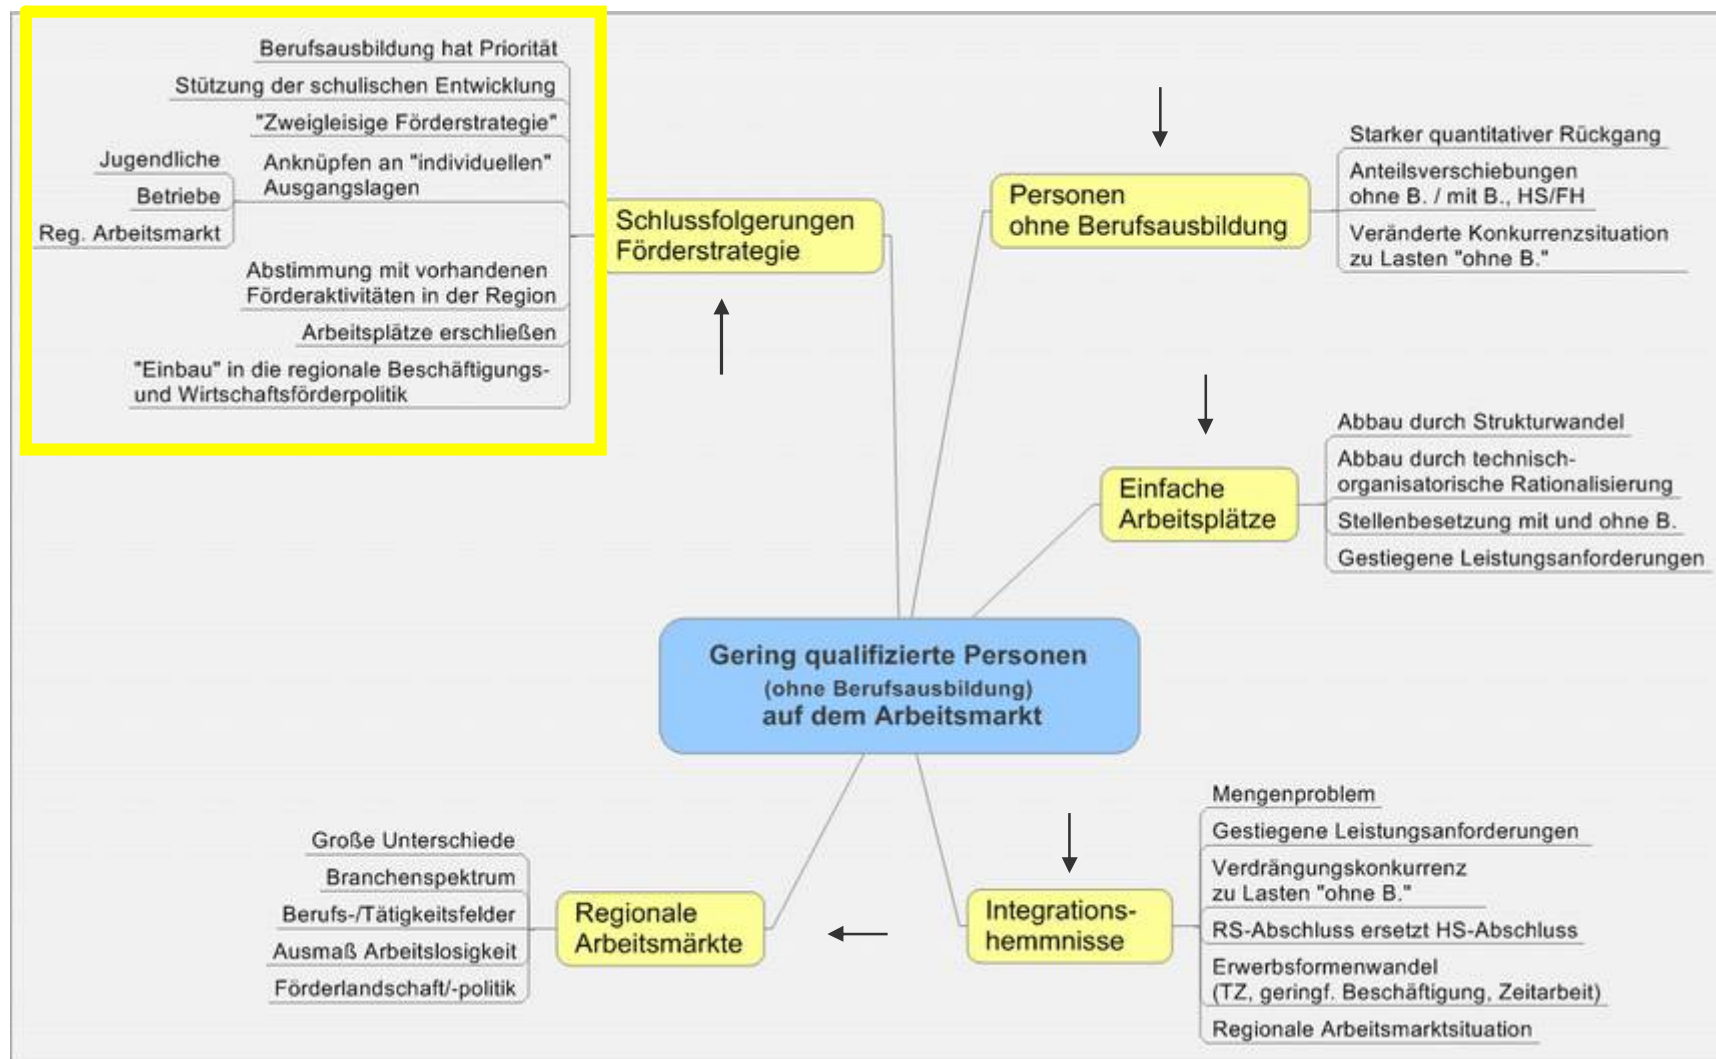 Berufsausbildung hat Priorität
Stützung der schulischen Entwicklung
"Zweigleisige Förderstrategie"
Anknüpfen an "individuellen"
Ausgangslagen
Jugendliche
Betriebe
Reg. Arbeitsmarkt
Abstimmung mit vorhandenen
Förderaktivitäten in der Region
Arbeitsplätze erschließen
"Einbau" in die regionale Beschäftigungs-
und Wirtschaftsförderpolitik
Schlussfolgerungen
Förderstrategie
Personen
ohne Berufsausbildung
Starker quantitativer Rückgang
Anteilsverschiebungen
ohne B. / mit B., HS/FH
Veränderte Konkurrenzsituation
zu Lasten "ohne B."
Einfache
Arbeitsplätze
Abbau durch Strukturwandel
Abbau durch technisch-
organisatorische Rationalisierung
Stellenbesetzung mit und ohne B.
Gestiegene Leistungsanforderungen
Gering qualifizierte Personen
(ohne Berufsausbildung)
auf dem Arbeitsmarkt
Große Unterschiede
Branchenspektrum
Berufs-/Tätigkeitsfelder
Ausmaß Arbeitslosigkeit
Förderlandschaft/-politik
Regionale
Arbeitsmärkte
Integrations-
hemmnisse
Mengenproblem
Gestiegene Leistungsanforderungen
Verdrängungskonkurrenz
zu Lasten "ohne B."
RS-Abschluss ersetzt HS-Abschluss
Erwerbsformenwandel
(TZ, geringf. Beschäftigung, Zeitarbeit)
Regionale Arbeitsmarktsituation